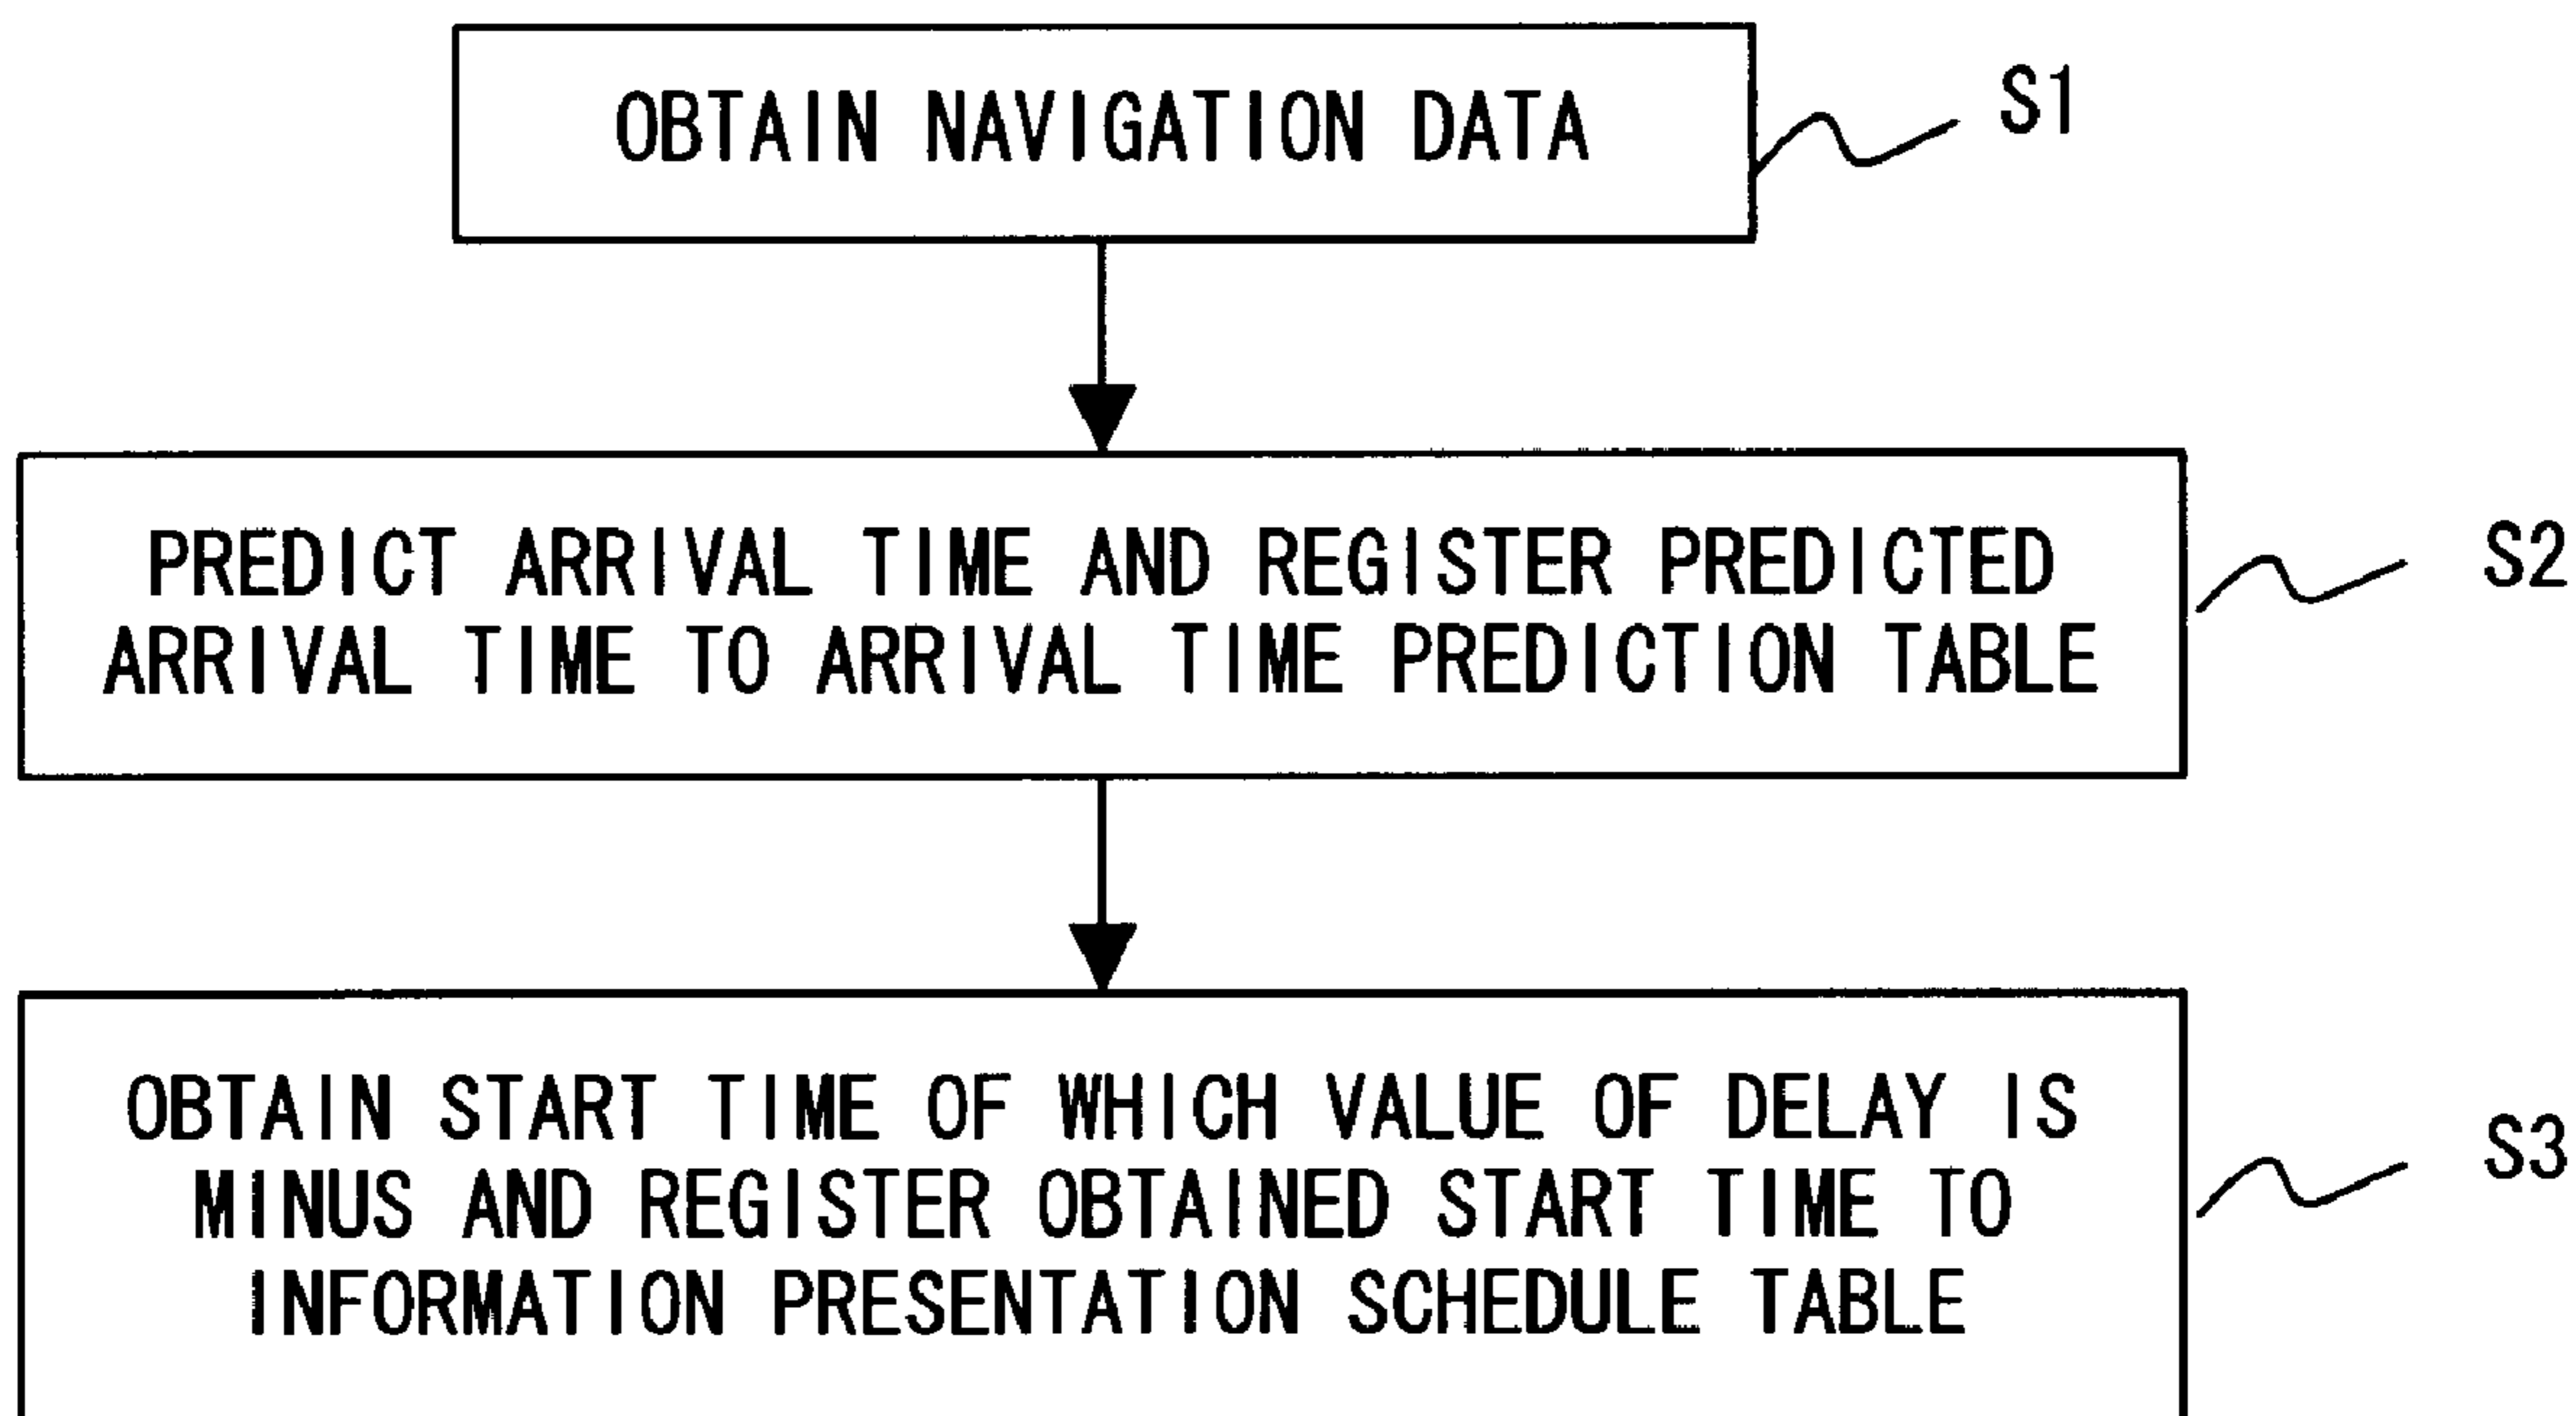 OBTAIN NAVIGATION DATA
S1
PREDICT ARRIVAL TIME AND REGISTER PREDICTED
ARRIVAL TIME TO ARRIVAL TIME PREDICTION TABLE
S2
OBTAIN START TIME OF WHICH VALUE OF DELAY IS
MINUS AND REGISTER OBTAINED START TIME TO
INFORMATION PRESENTATION SCHEDULE TABLE
S3